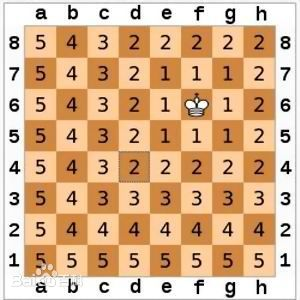 a b c d e f g h
8 5 4 3 2 2 2 2 2 8
7 5 4 3 2 1 1 1 2 7
6 5 4 3 2 1 1 2 6
5 5 4 3 2 1 1 1 2 5
4 5 4 3 2 2 2 2 2 4
3 5 4 3 3 3 3 3 3 3
2 5 4 4 4 4 4 4 4 2
1 5 5 5 5 5 5 5 5 1
a b c d e f g h